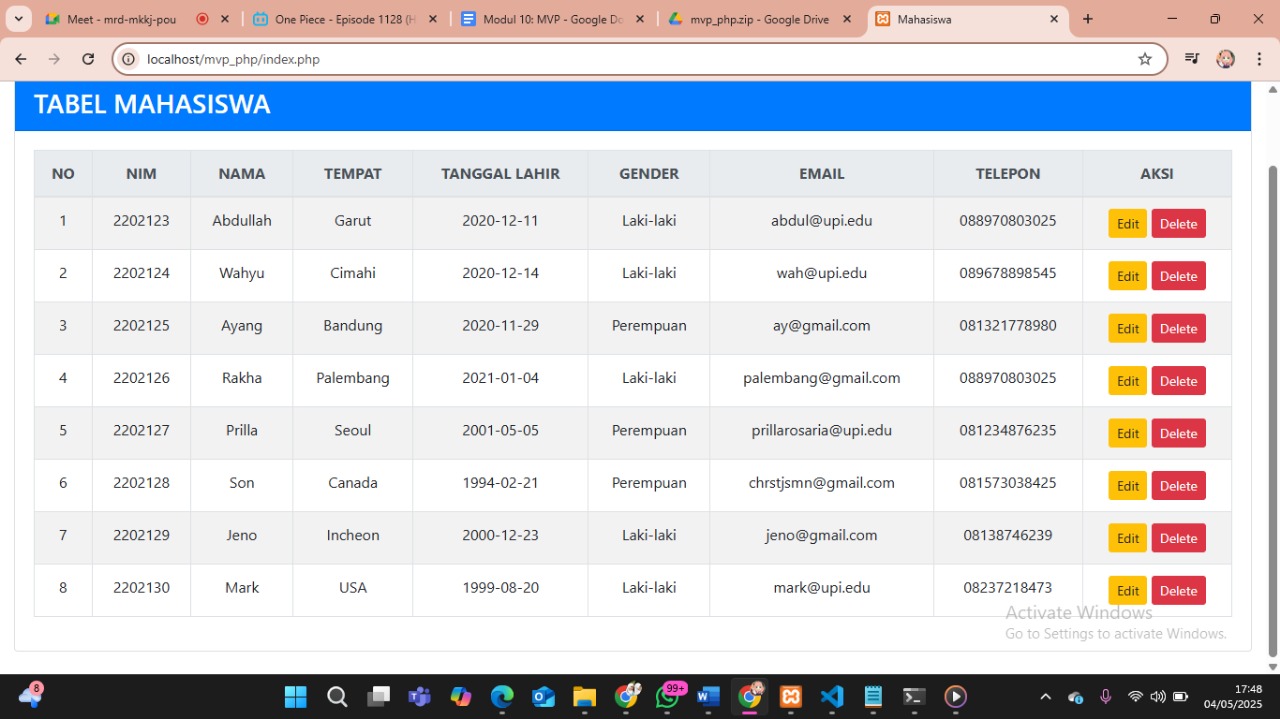 Meet - mrd-mkkj-pou
One Piece - Episode 1128 (H
Modul 10: MVP - Google Do
mvp_php.zip - Google Drive
Mahasiswa
localhost/mvp_php/index.php
TABEL MAHASISWA
NO NIM NAMA TEMPAT TANGGAL LAHIR GENDER EMAIL TELEPON AKSI
1 2202123 Abdullah Garut 2020-12-11 Laki-laki abdul@upi.edu 088970803025 Edit Delete
2 2202124 Wahyu Cimahi 2020-12-14 Laki-laki wah@upi.edu 089678898545 Edit Delete
3 2202125 Ayang Bandung 2020-11-29 Perempuan ay@gmail.com 081321778980 Edit Delete
4 2202126 Rakha Palembang 2021-01-04 Laki-laki palembang@gmail.com 088970803025 Edit Delete
5 2202127 Prilla Seoul 2001-05-05 Perempuan prillarosaria@upi.edu 081234876235 Edit Delete
6 2202128 Son Canada 1994-02-21 Perempuan chrstjsmn@gmail.com 081573038425 Edit Delete
7 2202129 Jeno Incheon 2000-12-23 Laki-laki jeno@gmail.com 08138746239 Edit Delete
8 2202130 Mark USA 1999-08-20 Laki-laki mark@upi.edu 08237218473 Edit Delete
Activate Windows
Go to Settings to activate Windows.
8
99+
17:48
04/05/2025